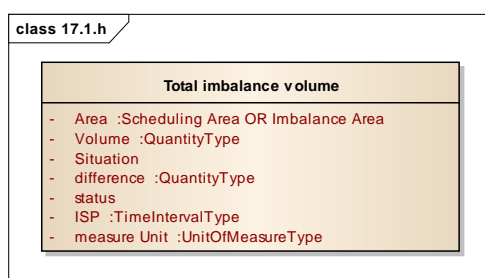 class 17.1.h
Total imbalance volume
- Area :Scheduling Area OR Imbalance Area
- Volume :QuantityType
- Situation
- difference :QuantityType
- status
- ISP :TimeIntervalType
- measure Unit :UnitOfMeasureType